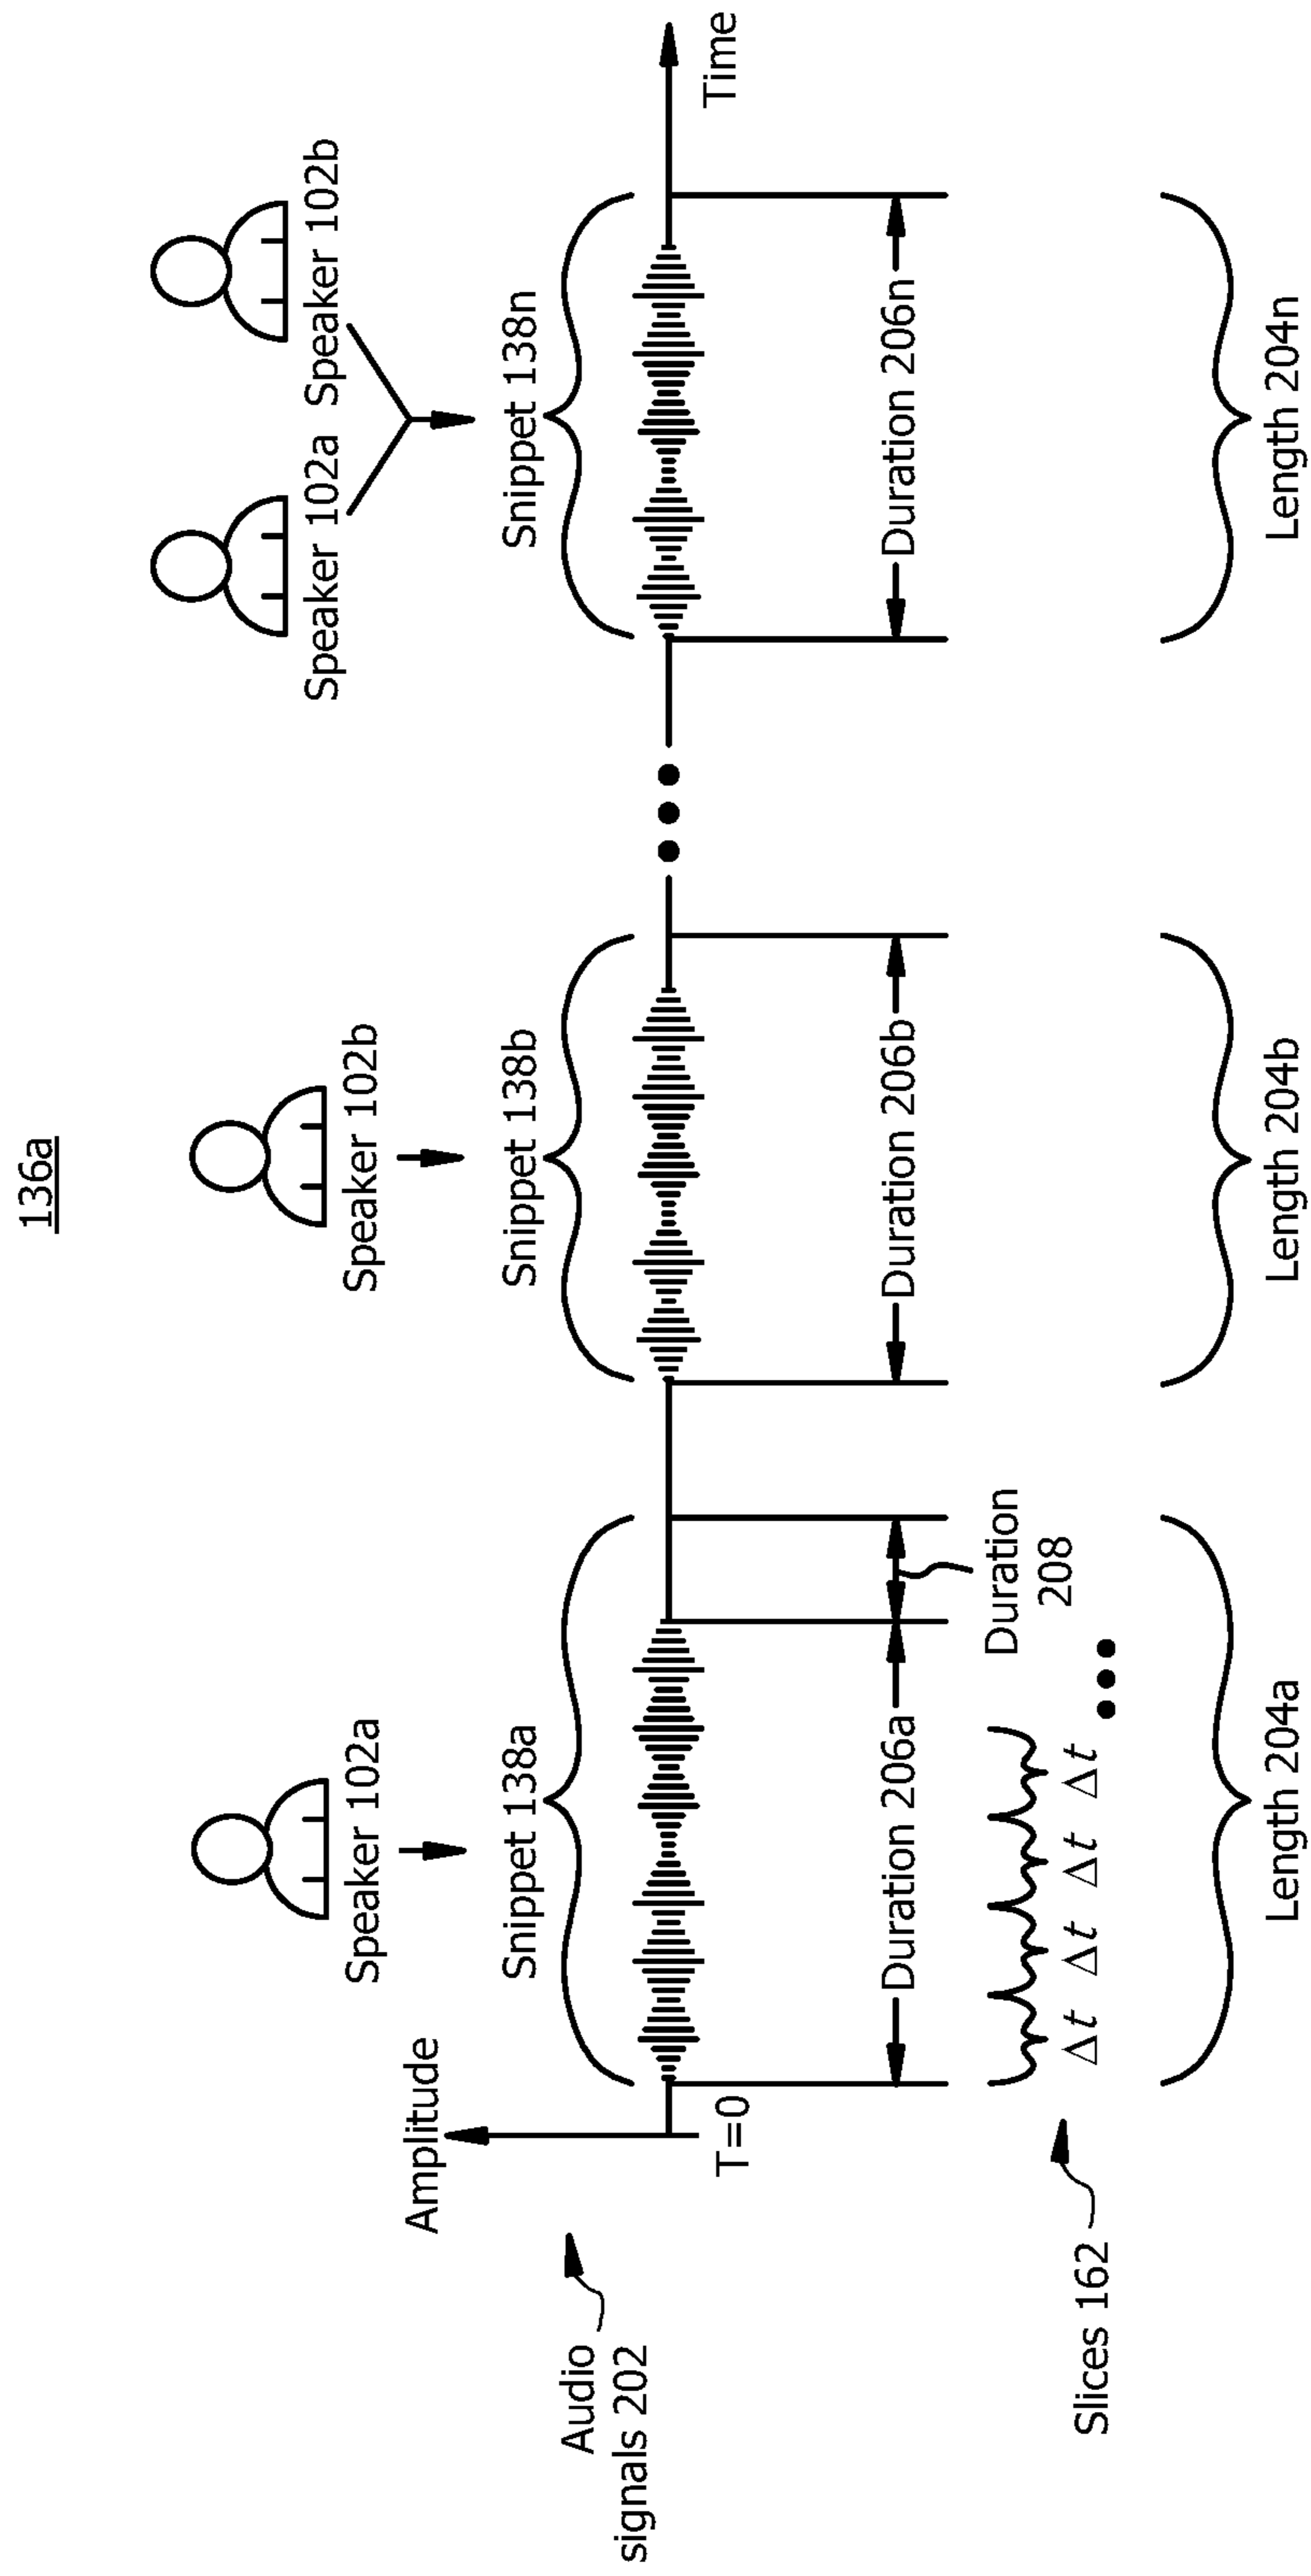 136a
Speaker 102a
Speaker 102b
Speaker 102a
Speaker 102b
Amplitude
Snippet 138a
Snippet 138b
Snippet 138n
Audio
signals 202
T=0
Time
Duration 206a
Duration 206b
Duration 206n
Duration
208
Slices 162
Δt Δt Δt Δt
Length 204a
Length 204b
Length 204n